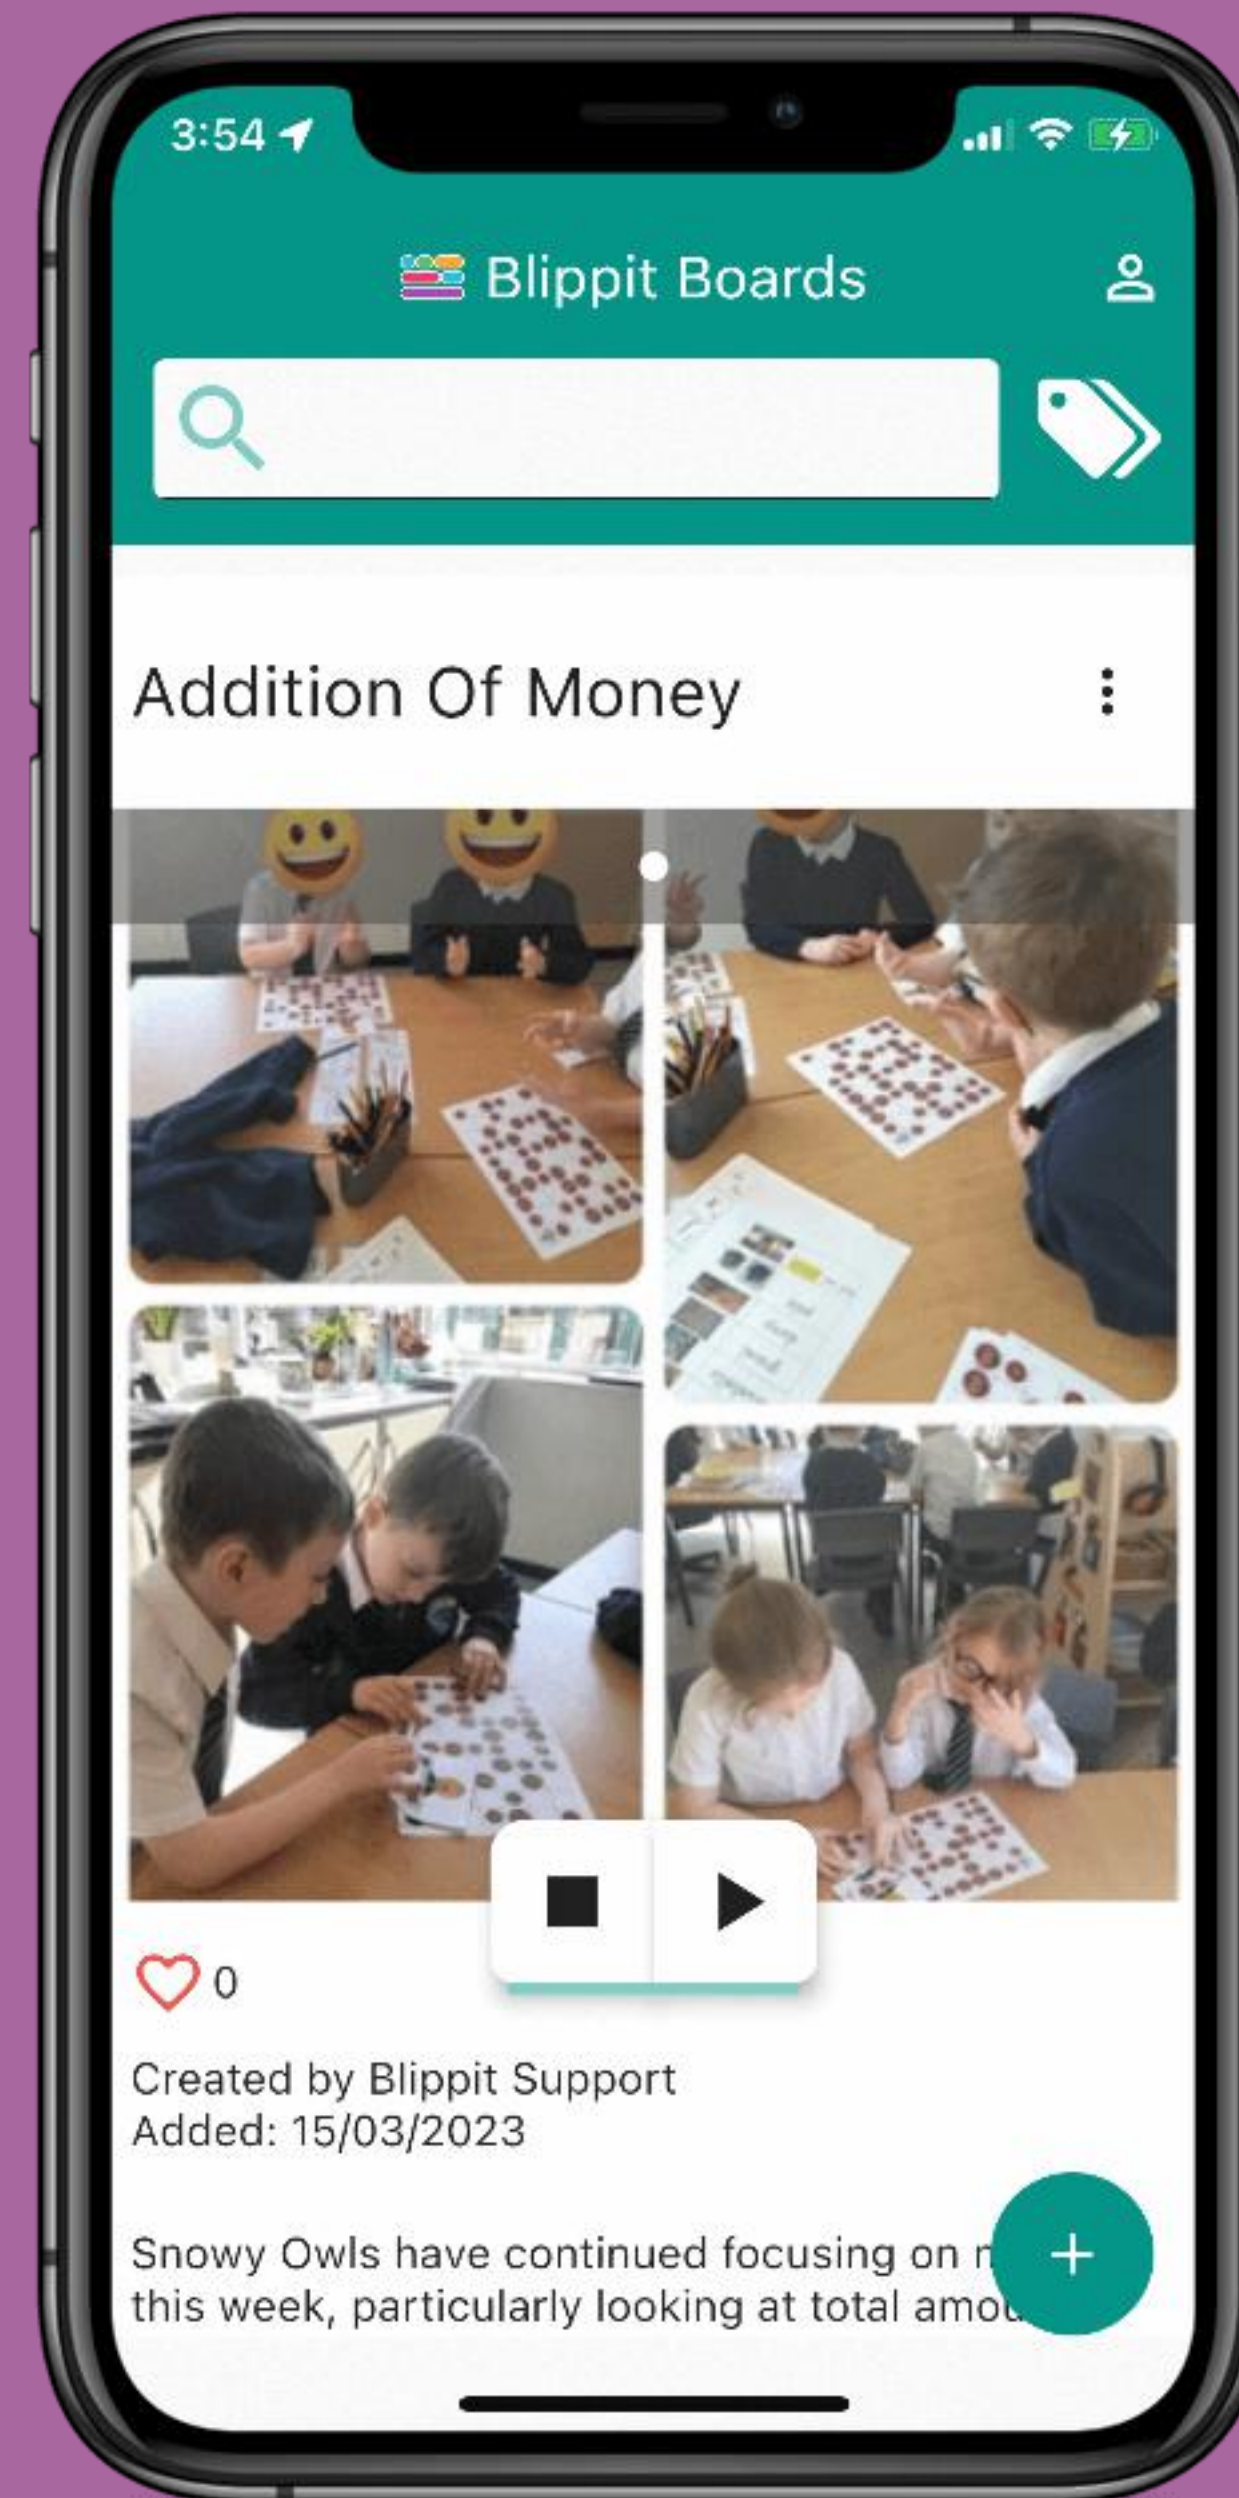 3:54
Blippit Boards
Addition Of Money
0
Created by Blippit Support
Added: 15/03/2023
Snowy Owls have continued focusing on
this week, particularly looking at total